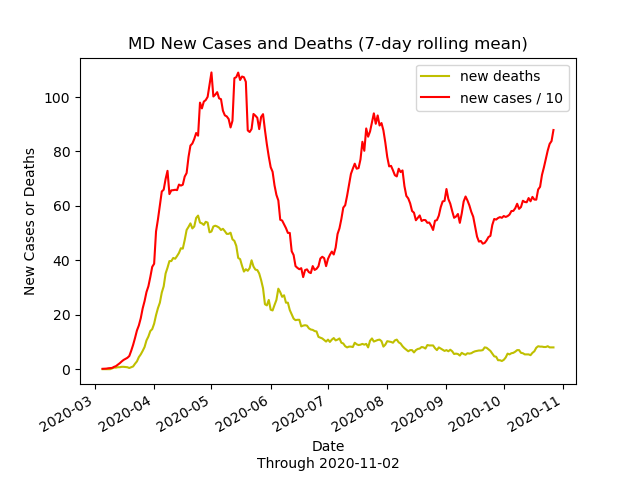 MD New Cases and Deaths (7-day rolling mean)
new deaths
new cases / 10
New Cases or Deaths
100
80
60
40
20
0
2020-03
2020-04
2020-05
2020-06
2020-07
2020-08
2020-09
2020-10
2020-11
Date
Through 2020-11-02